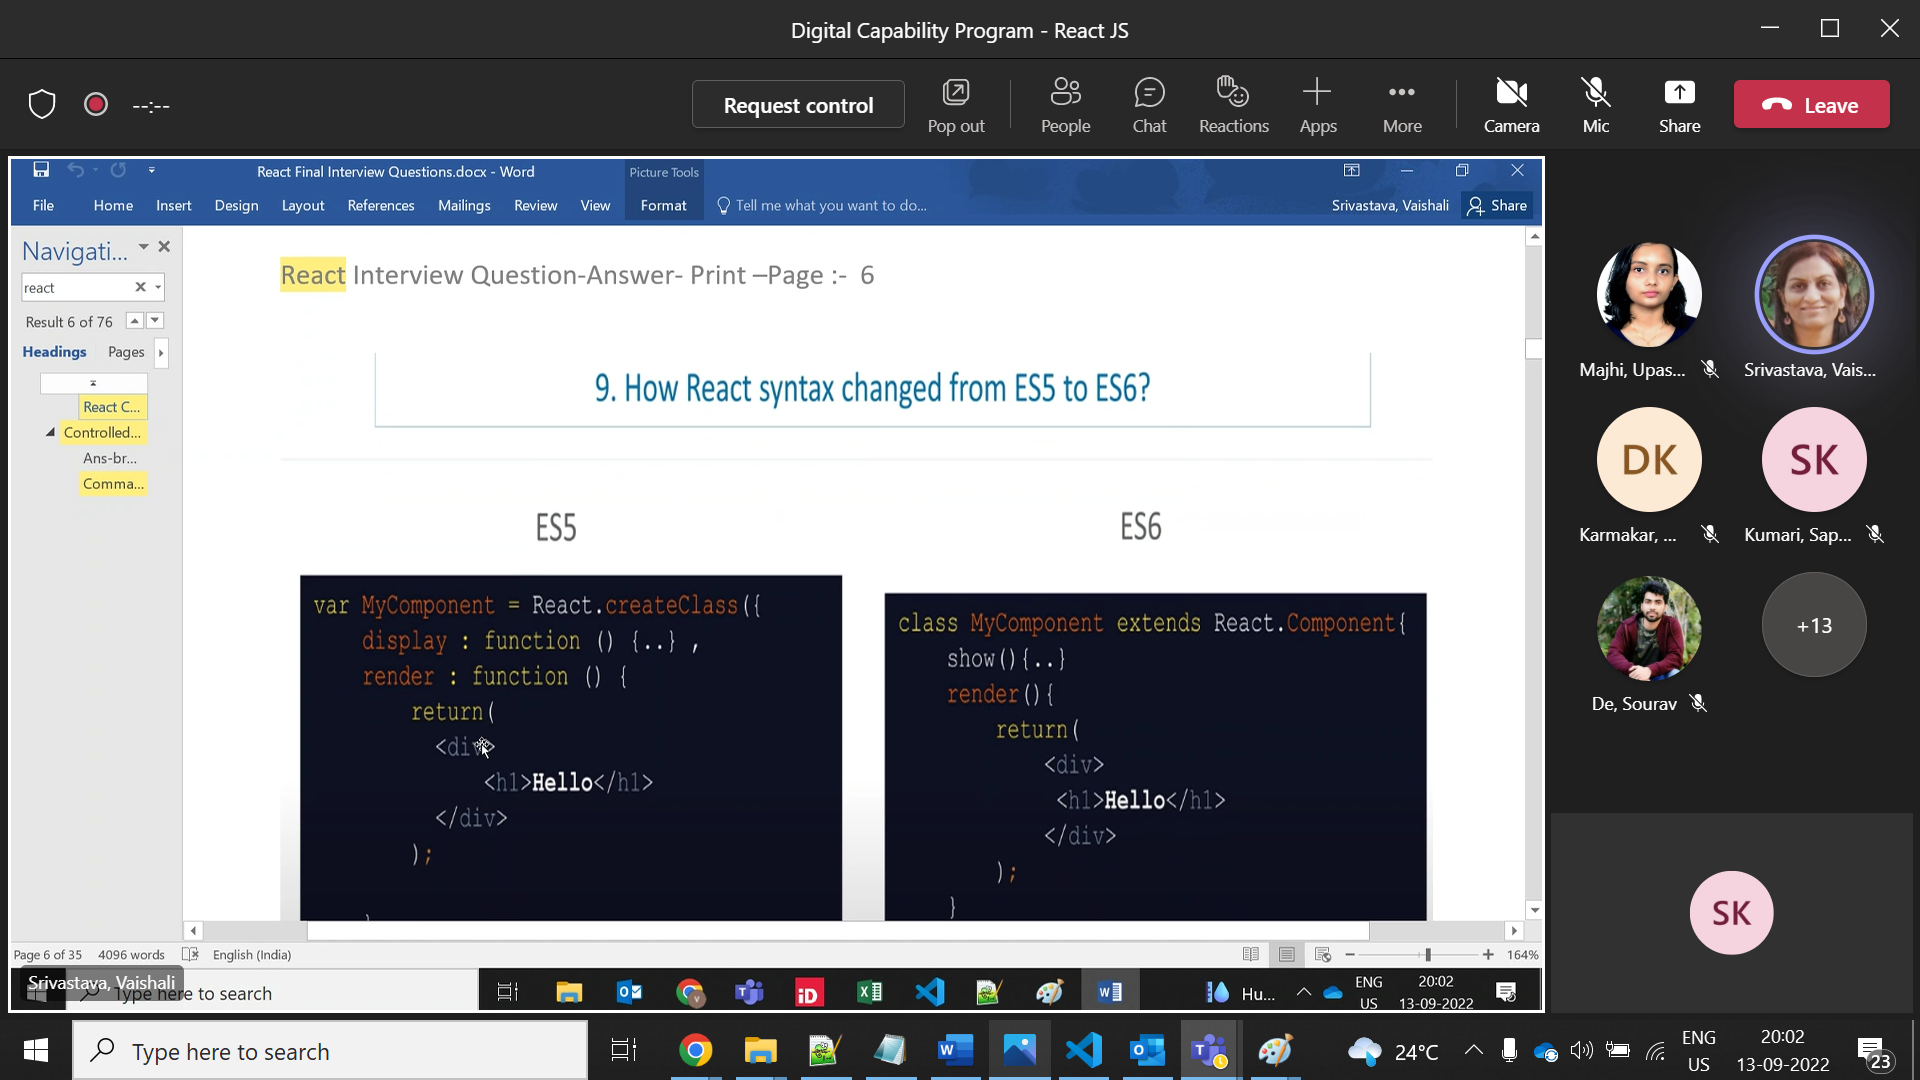 Digital Capability Program - React JS
--:--
Request control
Pop out
People
Chat
Reactions
Apps
More
Camera
Mic
Share
Leave
React Final Interview Questions.docx - Word
Picture Tools
File
Home
Insert
Design
Layout
References
Mailings
Review
View
Format
Tell me what you want to do...
Srivastava, Vaishali
Share
Navigati...
react
Result 6 of 76
Headings
Pages
React C...
Controlled...
Ans-br...
Comma...
React Interview Question-Answer- Print –Page :- 6
9. How React syntax changed from ES5 to ES6?
ES5
var MyComponent = React.createClass({
display : function () {..} ,
render : function () {
return(
<div>
<h1>Hello</h1>
</div>
);
ES6
class MyComponent extends React.Component{
show(){..}
render(){
return(
<div>
<h1>Hello</h1>
</div>
);
}
Page 6 of 35
4096 words
English (India)
164%
Srivastava, Vaishali
Type here to search
Hu...
ENG
US
20:02
13-09-2022
Majhi, Upas...
Srivastava, Vais...
DK
Karmakar, ...
SK
Kumari, Sap...
De, Sourav
+13
SK
Type here to search
24°C
ENG
US
20:02
13-09-2022
23